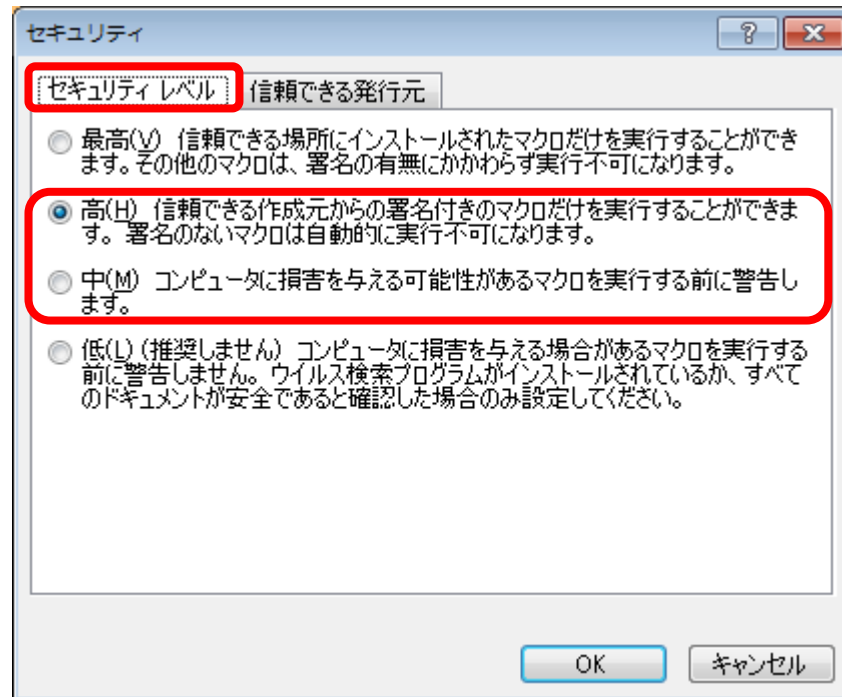 セキュリティ
セキュリティ レベル 信頼できる発行元
最高(V) 信頼できる場所にインストールされたマクロだけを実行することができ
ます。その他のマクロは、署名の有無にかかわらず実行不可になります。
高(H) 信頼できる作成元からの署名付きのマクロだけを実行することができま
す。署名のないマクロは自動的に実行不可になります。
中(M) コンピュータに損害を与える可能性があるマクロを実行する前に警告し
ます。
低(L) (推奨しません) コンピュータに損害を与える場合があるマクロを実行する
前に警告しません。ウイルス検索プログラムがインストールされているか、すべて
のドキュメントが安全であると確認した場合のみ設定してください。
OK キャンセル